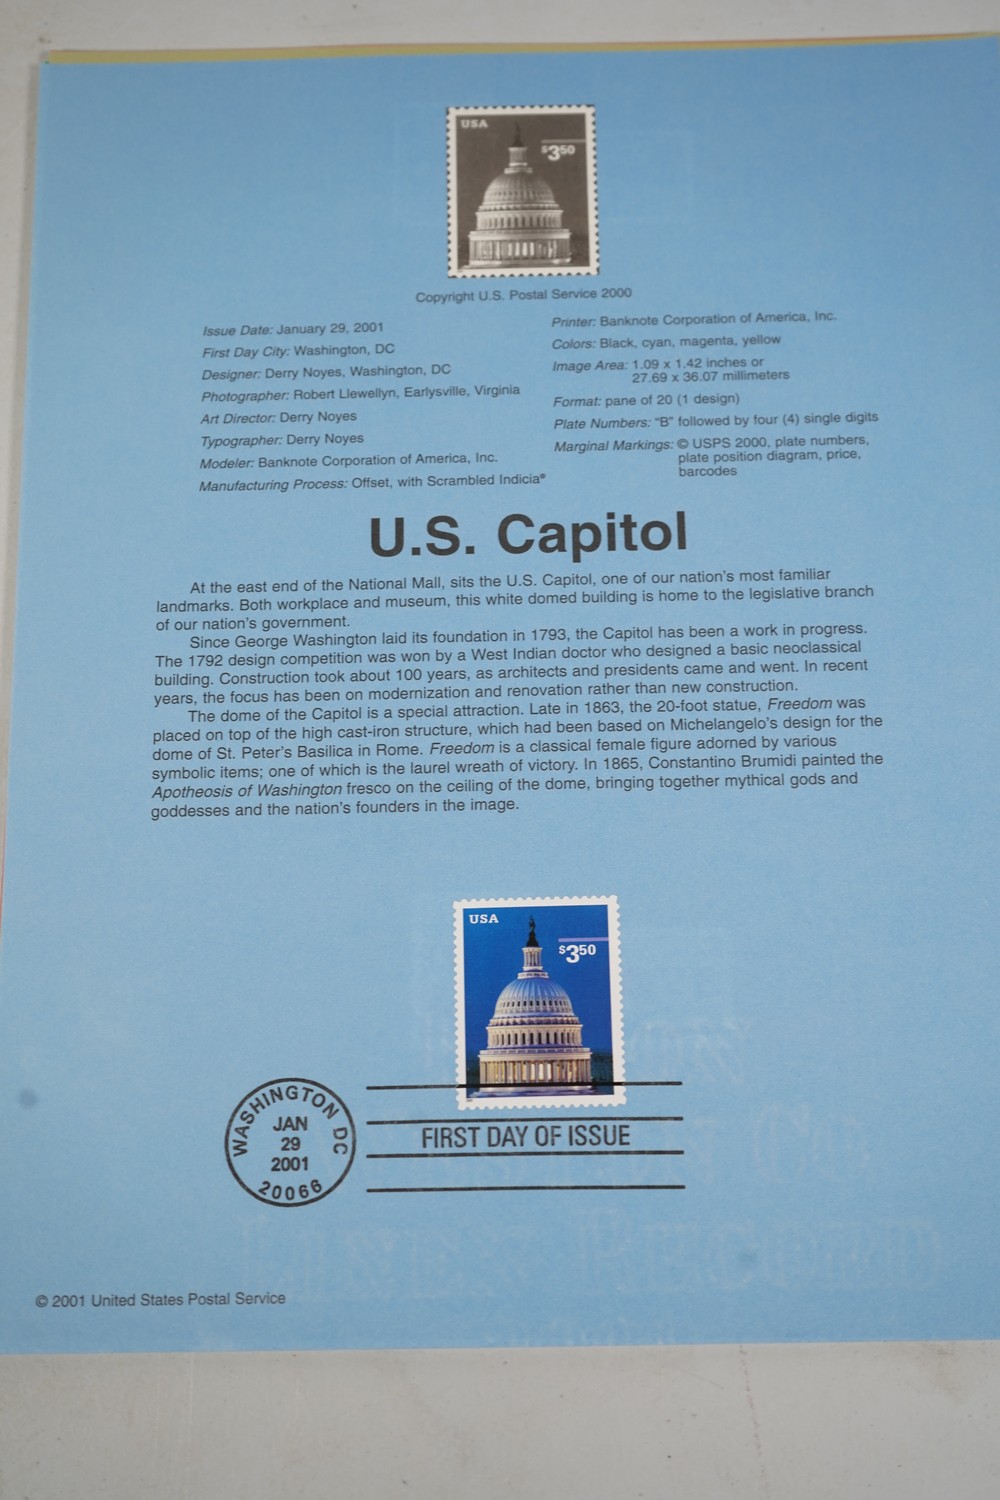 USA
$3.50
Copyright U.S. Postal Service 2000
Issue Date: January 29, 2001
First Day City: Washington, DC
Designer: Derry Noyes, Washington, DC
Photographer: Robert Llewellyn, Earlysville, Virginia
Art Director: Derry Noyes
Typographer: Derry Noyes
Modeler: Banknote Corporation of America, Inc.
Manufacturing Process: Offset, with Scrambled Indicia®
Printer: Banknote Corporation of America, Inc.
Colors: Black, cyan, magenta, yellow
Image Area: 1.09 x 1.42 inches or
27.69 x 36.07 millimeters
Format: pane of 20 (1 design)
Plate Numbers: "B" followed by four (4) single digits
Marginal Markings: © USPS 2000, plate numbers,
plate position diagram, price,
barcodes
U.S. Capitol
At the east end of the National Mall, sits the U.S. Capitol, one of our nation's most familiar
landmarks. Both workplace and museum, this white domed building is home to the legislative branch
of our nation's government.
Since George Washington laid its foundation in 1793, the Capitol has been a work in progress.
The 1792 design competition was won by a West Indian doctor who designed a basic neoclassical
building. Construction took about 100 years, as architects and presidents came and went. In recent
years, the focus has been on modernization and renovation rather than new construction.
The dome of the Capitol is a special attraction. Late in 1863, the 20-foot statue, Freedom was
placed on top of the high cast-iron structure, which had been based on Michelangelo's design for the
dome of St. Peter's Basilica in Rome. Freedom is a classical female figure adorned by various
symbolic items; one of which is the laurel wreath of victory. In 1865, Constantino Brumidi painted the
Apotheosis of Washington fresco on the ceiling of the dome, bringing together mythical gods and
goddesses and the nation's founders in the image.
USA
$3.50
WASHINGTON DC
JAN
29
2001
20066
FIRST DAY OF ISSUE
© 2001 United States Postal Service